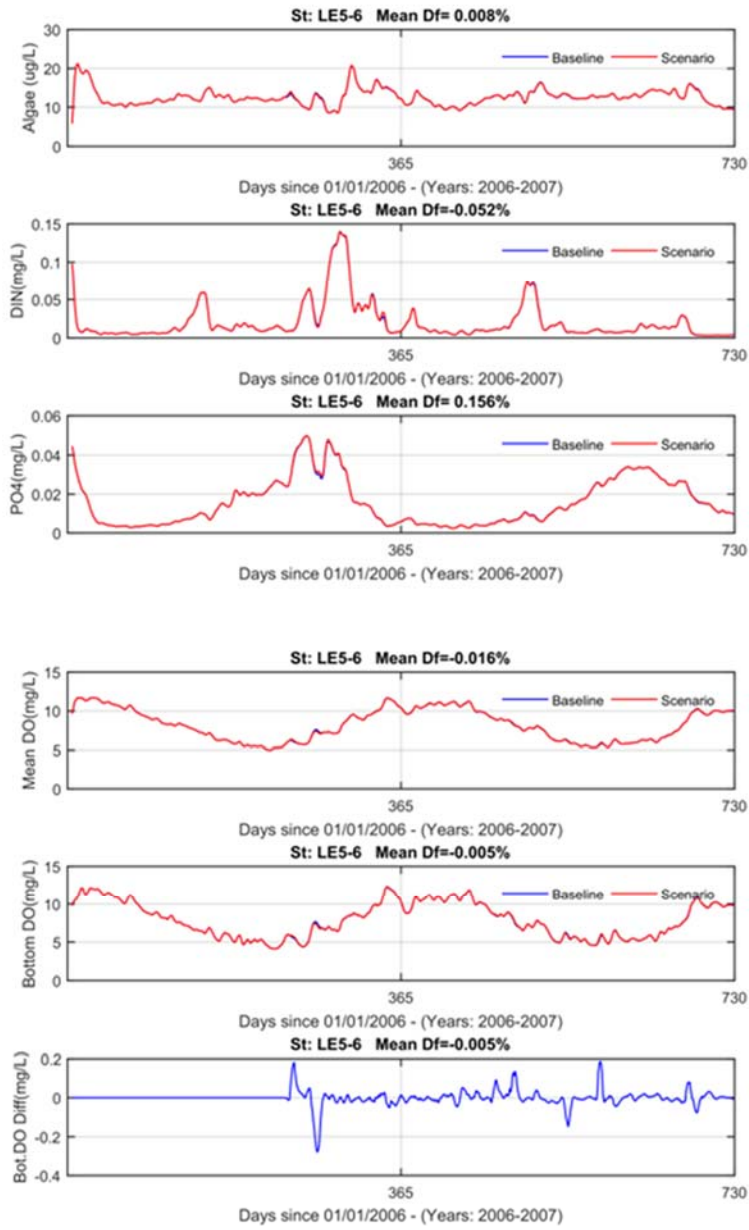 St: LE5-6 Mean Df= 0.008%
30
20
10
0
Algae (ug/L)
Baseline Scenario
365 730
Days since 01/01/2006 - (Years: 2006-2007)
St: LE5-6 Mean Df=-0.052%
0.15
0.1
0.05
0
DIN(mg/L)
Baseline Scenario
365 730
Days since 01/01/2006 - (Years: 2006-2007)
St: LE5-6 Mean Df= 0.156%
0.06
0.04
0.02
0
PO4(mg/L)
Baseline Scenario
365 730
Days since 01/01/2006 - (Years: 2006-2007)
St: LE5-6 Mean Df=-0.016%
15
10
5
0
Mean DO(mg/L)
Baseline Scenario
365 730
Days since 01/01/2006 - (Years: 2006-2007)
St: LE5-6 Mean Df=-0.005%
15
10
5
0
Bottom DO(mg/L)
Baseline Scenario
365 730
Days since 01/01/2006 - (Years: 2006-2007)
St: LE5-6 Mean Df=-0.005%
0.2
0
-0.2
-0.4
Bot.DO Diff(mg/L)
365 730
Days since 01/01/2006 - (Years: 2006-2007)